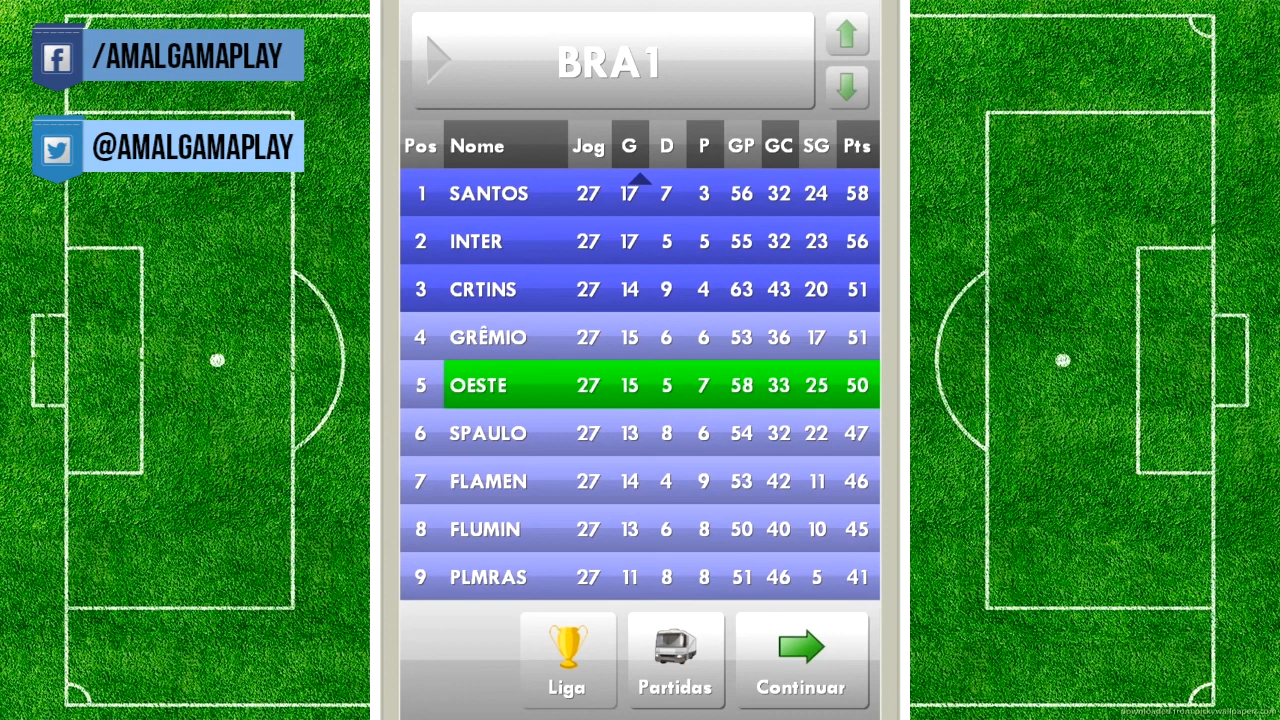 /AMALGAMAPLAY
@AMALGAMAPLAY
BRA1
Pos Nome Jog G D P GP GC SG Pts
1 SANTOS 27 17 7 3 56 32 24 58
2 INTER 27 17 5 5 55 32 23 56
3 CRTINS 27 14 9 4 63 43 20 51
4 GRÊMIO 27 15 6 6 53 36 17 51
5 OESTE 27 15 5 7 58 33 25 50
6 SPAULO 27 13 8 6 54 32 22 47
7 FLAMEN 27 14 4 9 53 42 11 46
8 FLUMIN 27 13 6 8 50 40 10 45
9 PLMRAS 27 11 8 8 51 46 5 41
Liga Partidas Continuar